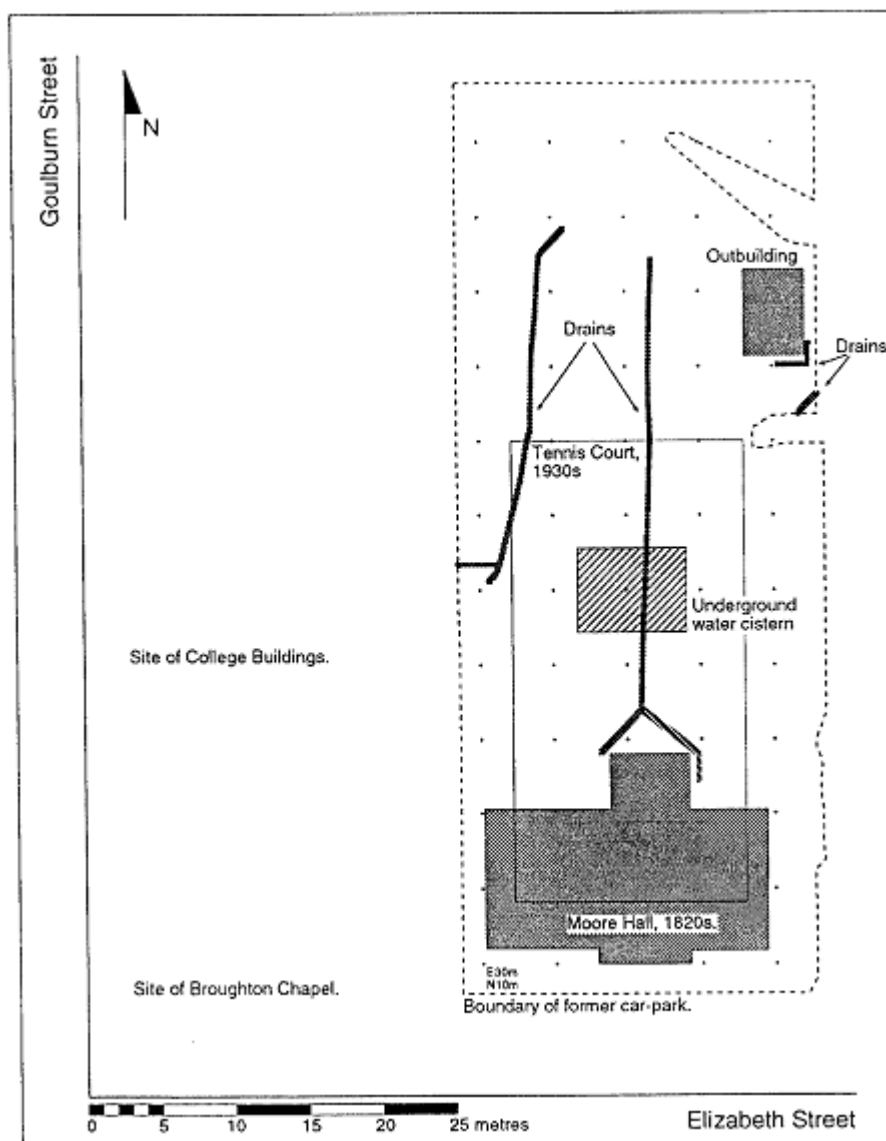 Goulburn Street
N
Outbuilding
Drains
Drains
Tennis Court,
1930s
Underground
water cistern
Site of College Buildings.
Moore Hall, 1820s.
E30m
N10m
Site of Broughton Chapel.
Boundary of former car-park.
0 5 10 15 20 25 metres
Elizabeth Street